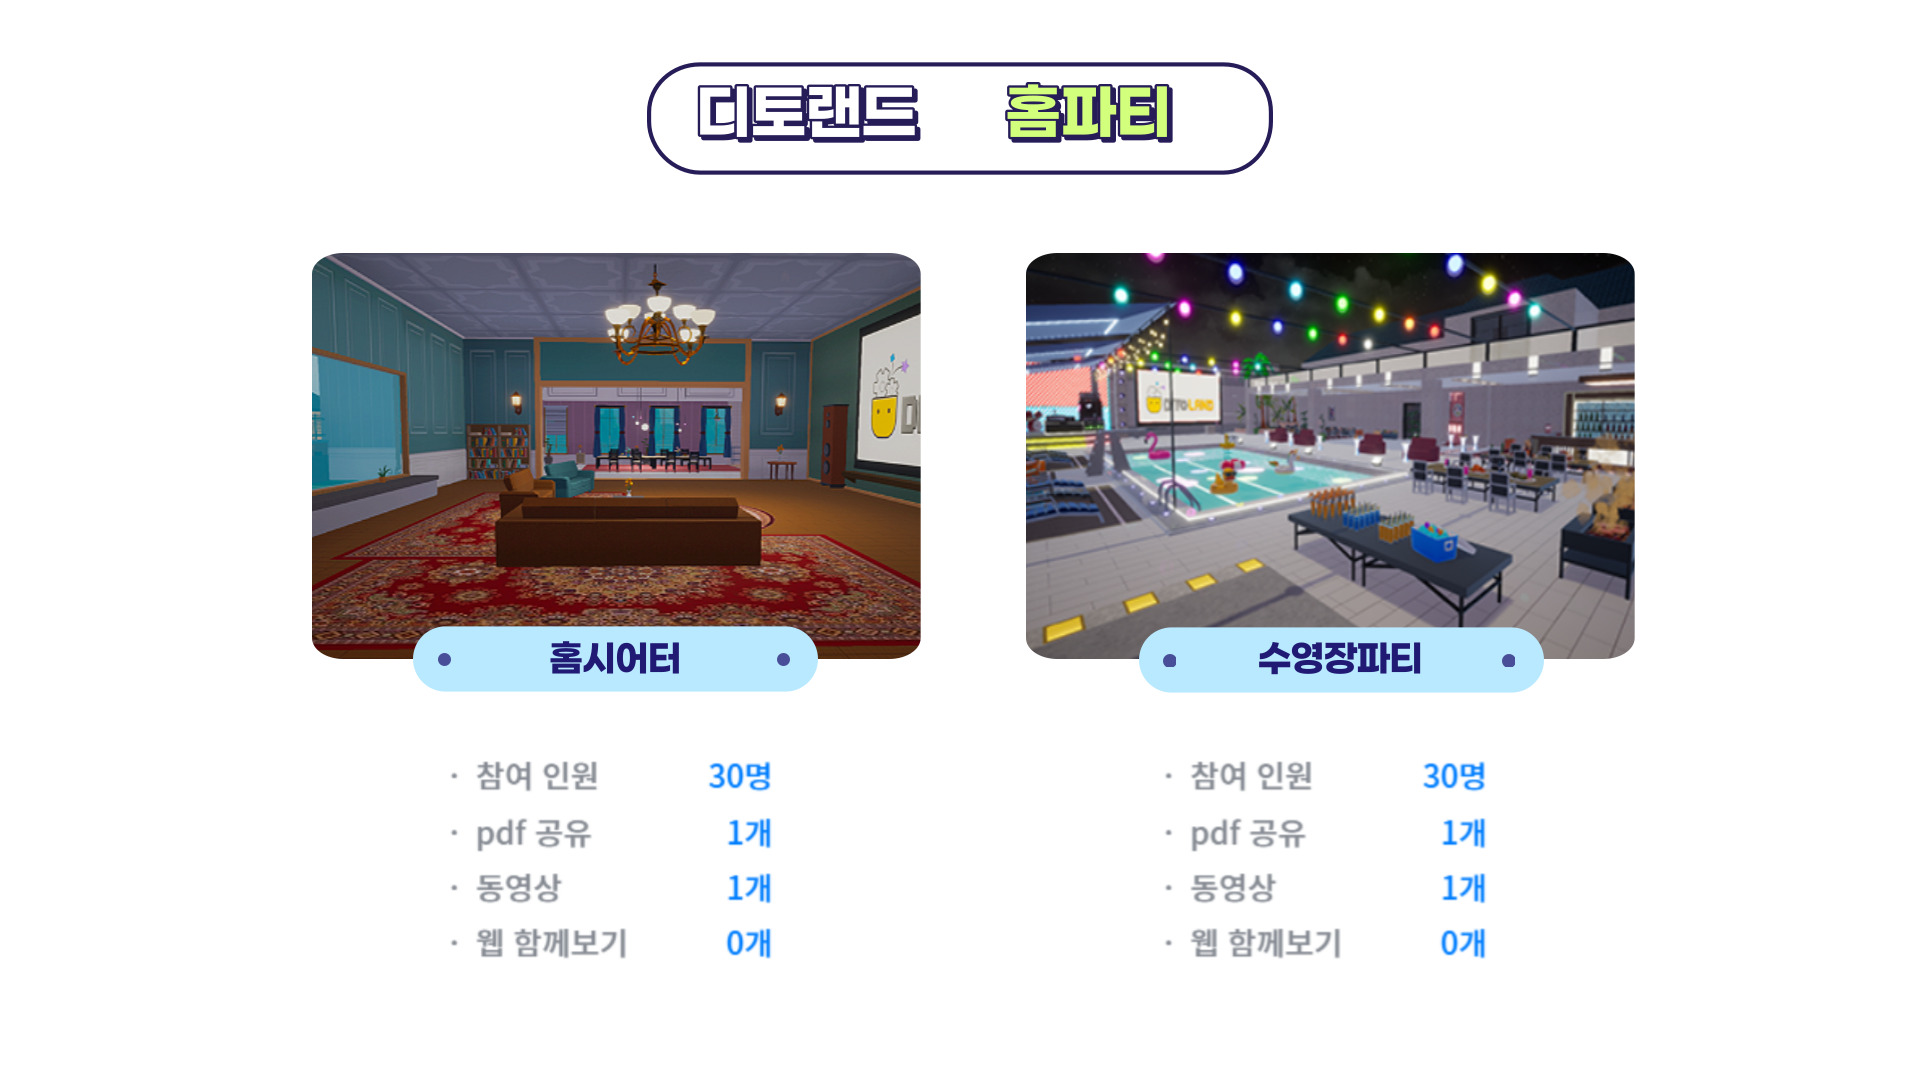 디토랜드 홈파티
DI
DITOLAND
홈시어터
수영장파티
· 참여 인원 30명
· pdf 공유 1개
· 동영상 1개
· 웹 함께보기 0개
· 참여 인원 30명
· pdf 공유 1개
· 동영상 1개
· 웹 함께보기 0개